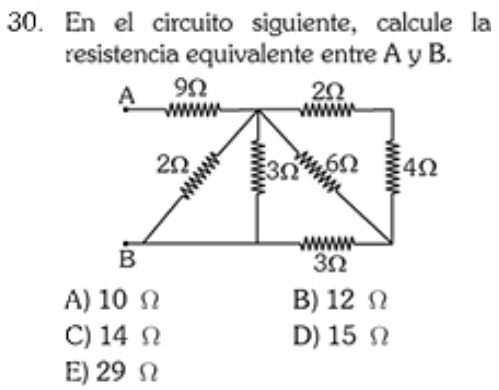 30. En el circuito siguiente, calcule la
resistencia equivalente entre A y B.
A 9Ω 2Ω
2Ω 3Ω 6Ω 4Ω
B 3Ω
A) 10 Ω B) 12 Ω
C) 14 Ω D) 15 Ω
E) 29 Ω